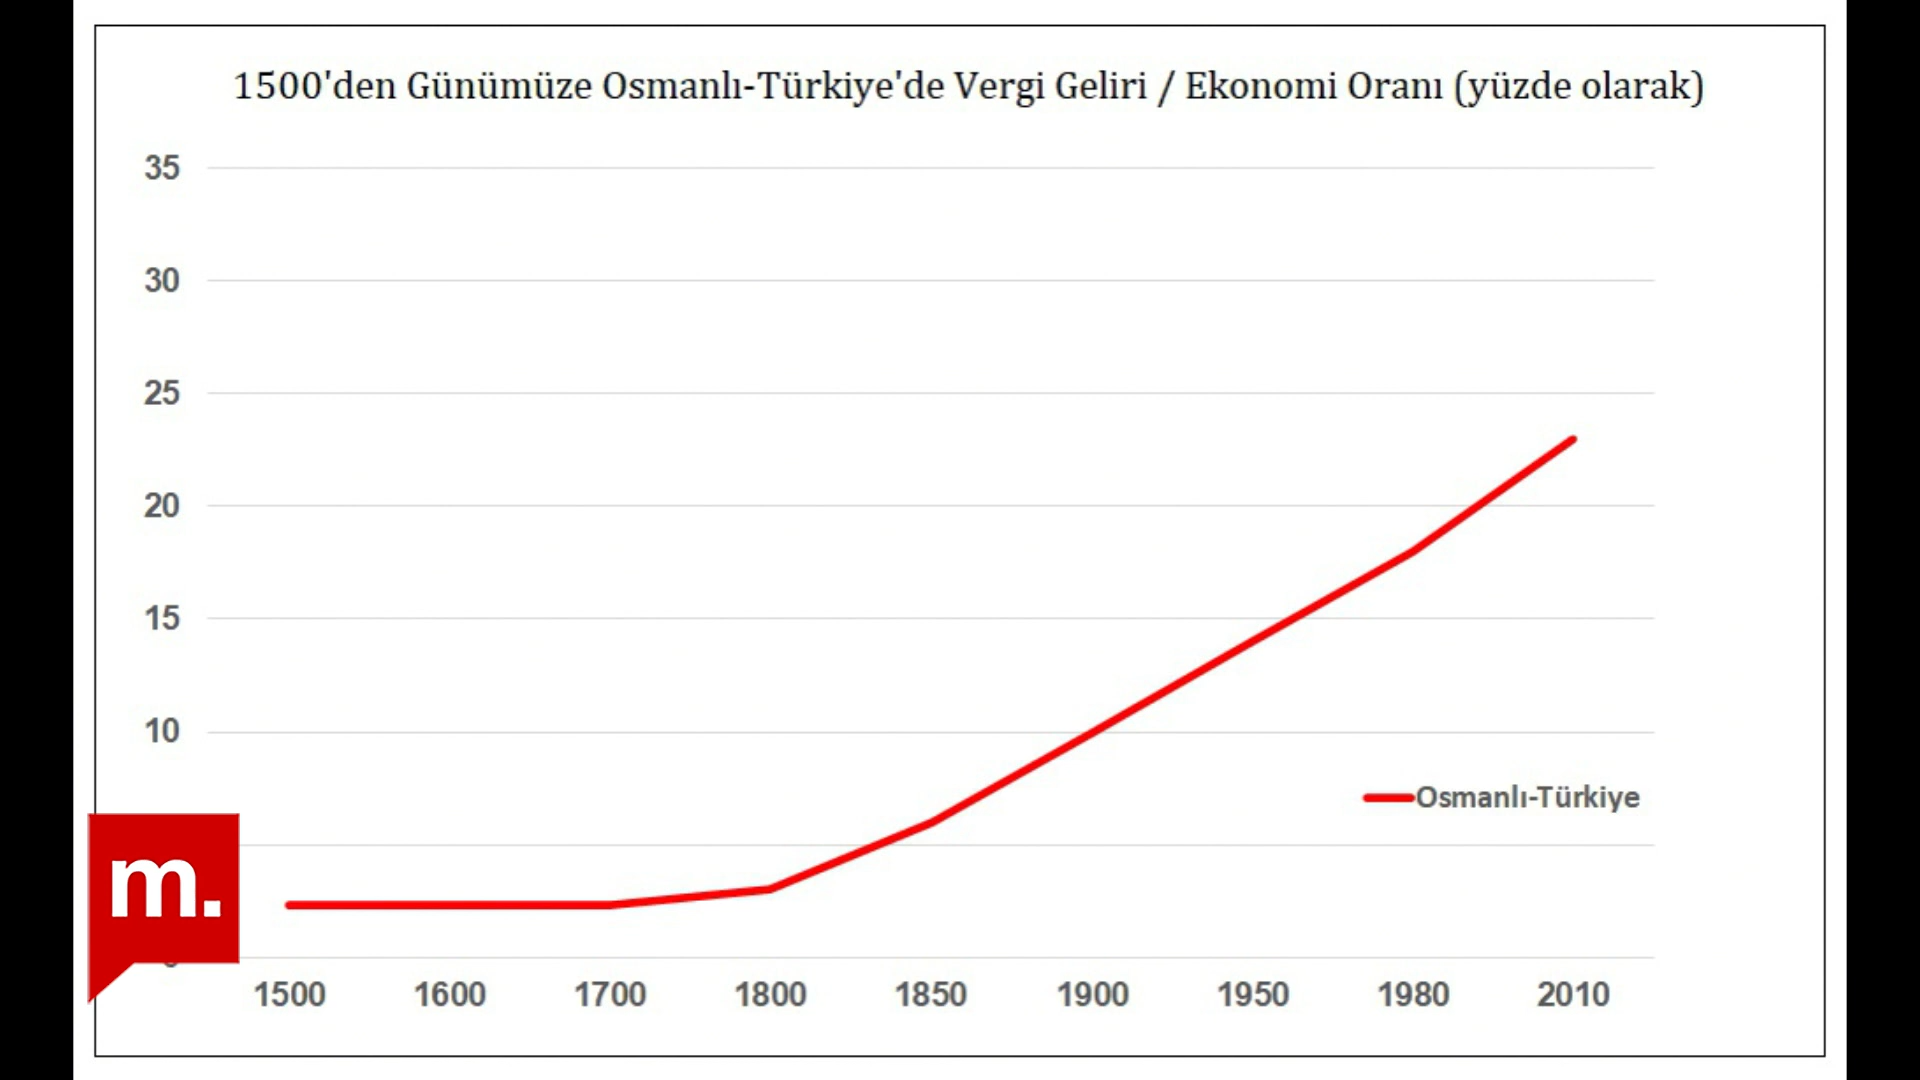 1500'den Günümüze Osmanlı-Türkiye'de Vergi Geliri / Ekonomi Oranı (yüzde olarak)
35
30
25
20
15
10
Osmanlı-Türkiye
m.
1500 1600 1700 1800 1850 1900 1950 1980 2010